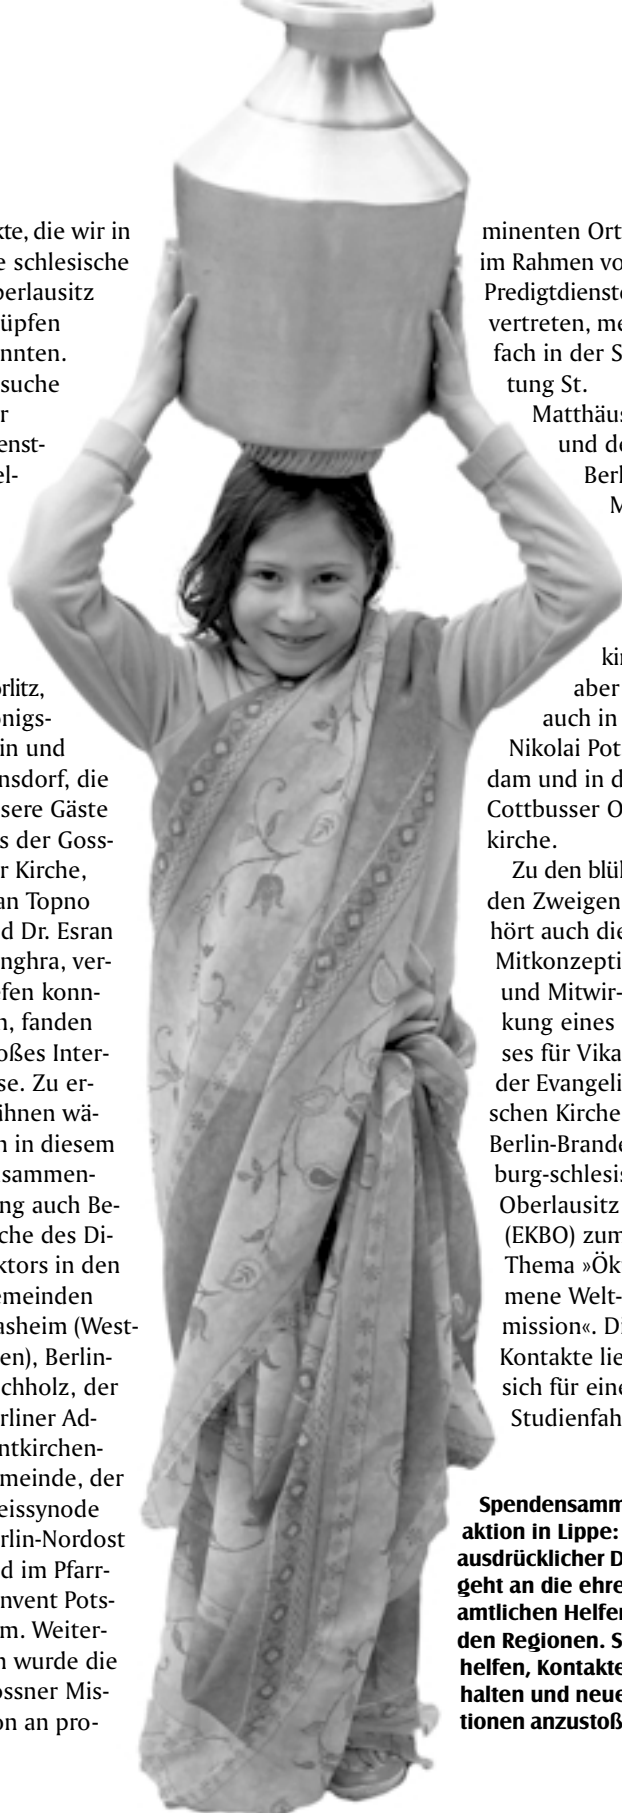 kte, die wir in
e schlesische
berlausitz
üpfen
nnten.
suche
r
enst-
el-
rlitz,
nigs-
in und
nsdorf, die
sere Gäste
s der Goss-
r Kirche,
an Topno
d Dr. Esran
nghra, ver-
efen konn-
n, fanden
oßes Inter-
se. Zu er-
ihnen wä-
n in diesem
sammen-
ng auch Be-
che des Di-
ktors in den
emeinden
asheim (West-
en), Berlin-
chholz, der
rliner Ad-
ntkirchen-
meinde, der
eissynode
rlin-Nordost
d im Pfarr-
nvent Pots-
m. Weiter-
n wurde die
ossner Mis-
on an pro-
minenten Ort
im Rahmen vo
Predigtdienste
vertreten, me
fach in der S
tung St.
Matthäus
und de
Berl
M
kir
aber
auch in
Nikolai Pot
dam und in d
Cottbusser O
kirche.
Zu den blüh
den Zweigen
hört auch die
Mitkonzepti
und Mitwir-
kung eines
ses für Vika
der Evangeli
schen Kirche
Berlin-Brande
burg-schlesis
Oberlausitz
(EKBO) zum
Thema »Ök
mene Welt-
mission«. Di
Kontakte lie
sich für eine
Studienfah
Spendensamm
aktion in Lippe:
ausdrücklicher D
geht an die ehre
amtlichen Helfer
den Regionen. S
helfen, Kontakte
halten und neue
tionen anzustoß